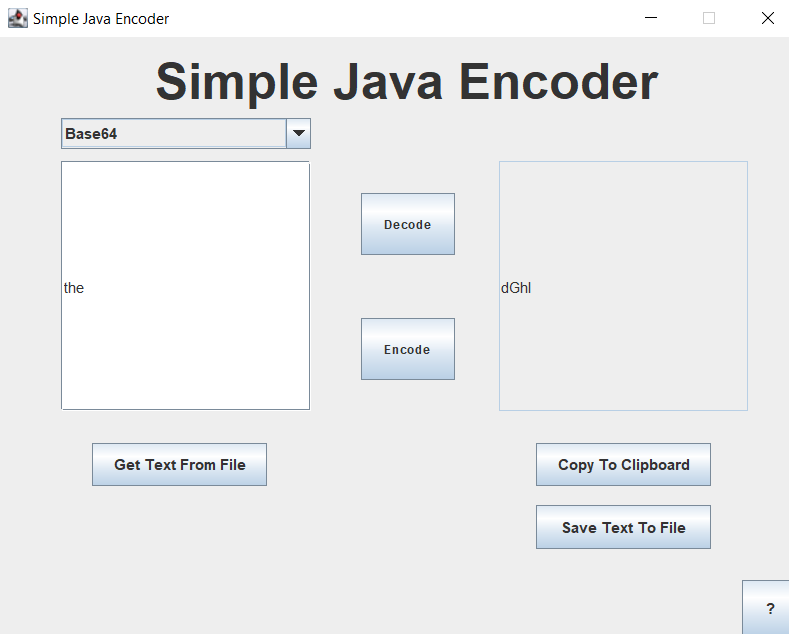 Simple Java Encoder
Simple Java Encoder
Base64
Decode
the
dGhl
Encode
Get Text From File
Copy To Clipboard
Save Text To File
?